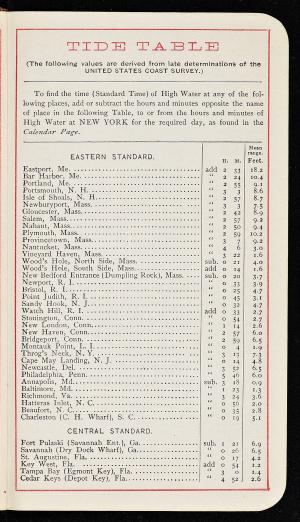 TIDE TABLE
(The following values are derived from late determinations of the
UNITED STATES COAST SURVEY.)
To find the time (Standard Time) of High Water at any of the fol-
lowing places, add or subtract the hours and minutes opposite the name
of place in the following Table, to or from the hours and minutes of
High Water at NEW YORK for the required day, as found in the
Calendar Page.
Mean
range.
EASTERN STANDARD. H. M. Feet.
Eastport, Me. add 2 33 18.2
Bar Harbor, Me. " 2 24 10.4
Portland, Me. " 2 55 9.1
Portsmouth, N. H. " 3 3 8.6
Isle of Shoals, N. H. " 2 57 8.7
Newburyport, Mass. " 3 3 7.5
Gloucester, Mass. " 2 42 8.9
Salem, Mass. " 2 57 9.2
Nahant, Mass. " 2 50 9.4
Plymouth, Mass. " 2 59 10.2
Provincetown, Mass. " 3 7 9.2
Nantucket, Mass. " 4 6 3.0
Vineyard Haven, Mass. " 3 22 1.6
Wood's Hole, North Side, Mass. sub. 0 21 4.0
Wood's Hole, South Side, Mass. add 0 14 1.6
New Bedford Entrance (Dumpling Rock), Mass. sub. 0 20 3.7
Newport, R. I. " 0 33 3.9
Bristol, R. I. " 0 25 4.7
Point Judith, R. I. " 0 45 3.1
Sandy Hook, N. J. " 0 32 4.7
Watch Hill, R. I. add 0 33 2.7
Stonington, Conn. " 0 54 2.7
New London, Conn. " 1 14 2.6
New Haven, Conn. " 2 57 6.0
Bridgeport, Conn. " 2 59 6.5
Montauk Point, L. I. " 0 4 1.9
Throg's Neck, N. Y. " 3 13 7.3
Cape May Landing, N. J. " 0 14 4.8
Newcastle, Del. " 3 50 6.5
Philadelphia, Penn. " 5 46 6.0
Annapolis, Md. sub. 3 18 0.9
Baltimore, Md. " 1 23 1.3
Richmond, Va. " 3 24 3.6
Hatteras Inlet, N. C. " 0 56 2.0
Beaufort, N. C. " 0 35 2.8
Charleston (C. H. Wharf), S. C. " 0 19 5.1
CENTRAL STANDARD.
Fort Pulaski (Savannah Ent.), Ga. sub. 1 21 6.9
Savannah (Dry Dock Wharf), Ga. " 0 26 6.5
St. Augustine, Fla. " 0 17 4.2
Key West, Fla. add 0 54 1.2
Tampa Bay (Egmont Key), Fla. " 3 0 1.4
Cedar Keys (Depot Key), Fla. " 4 52 2.6